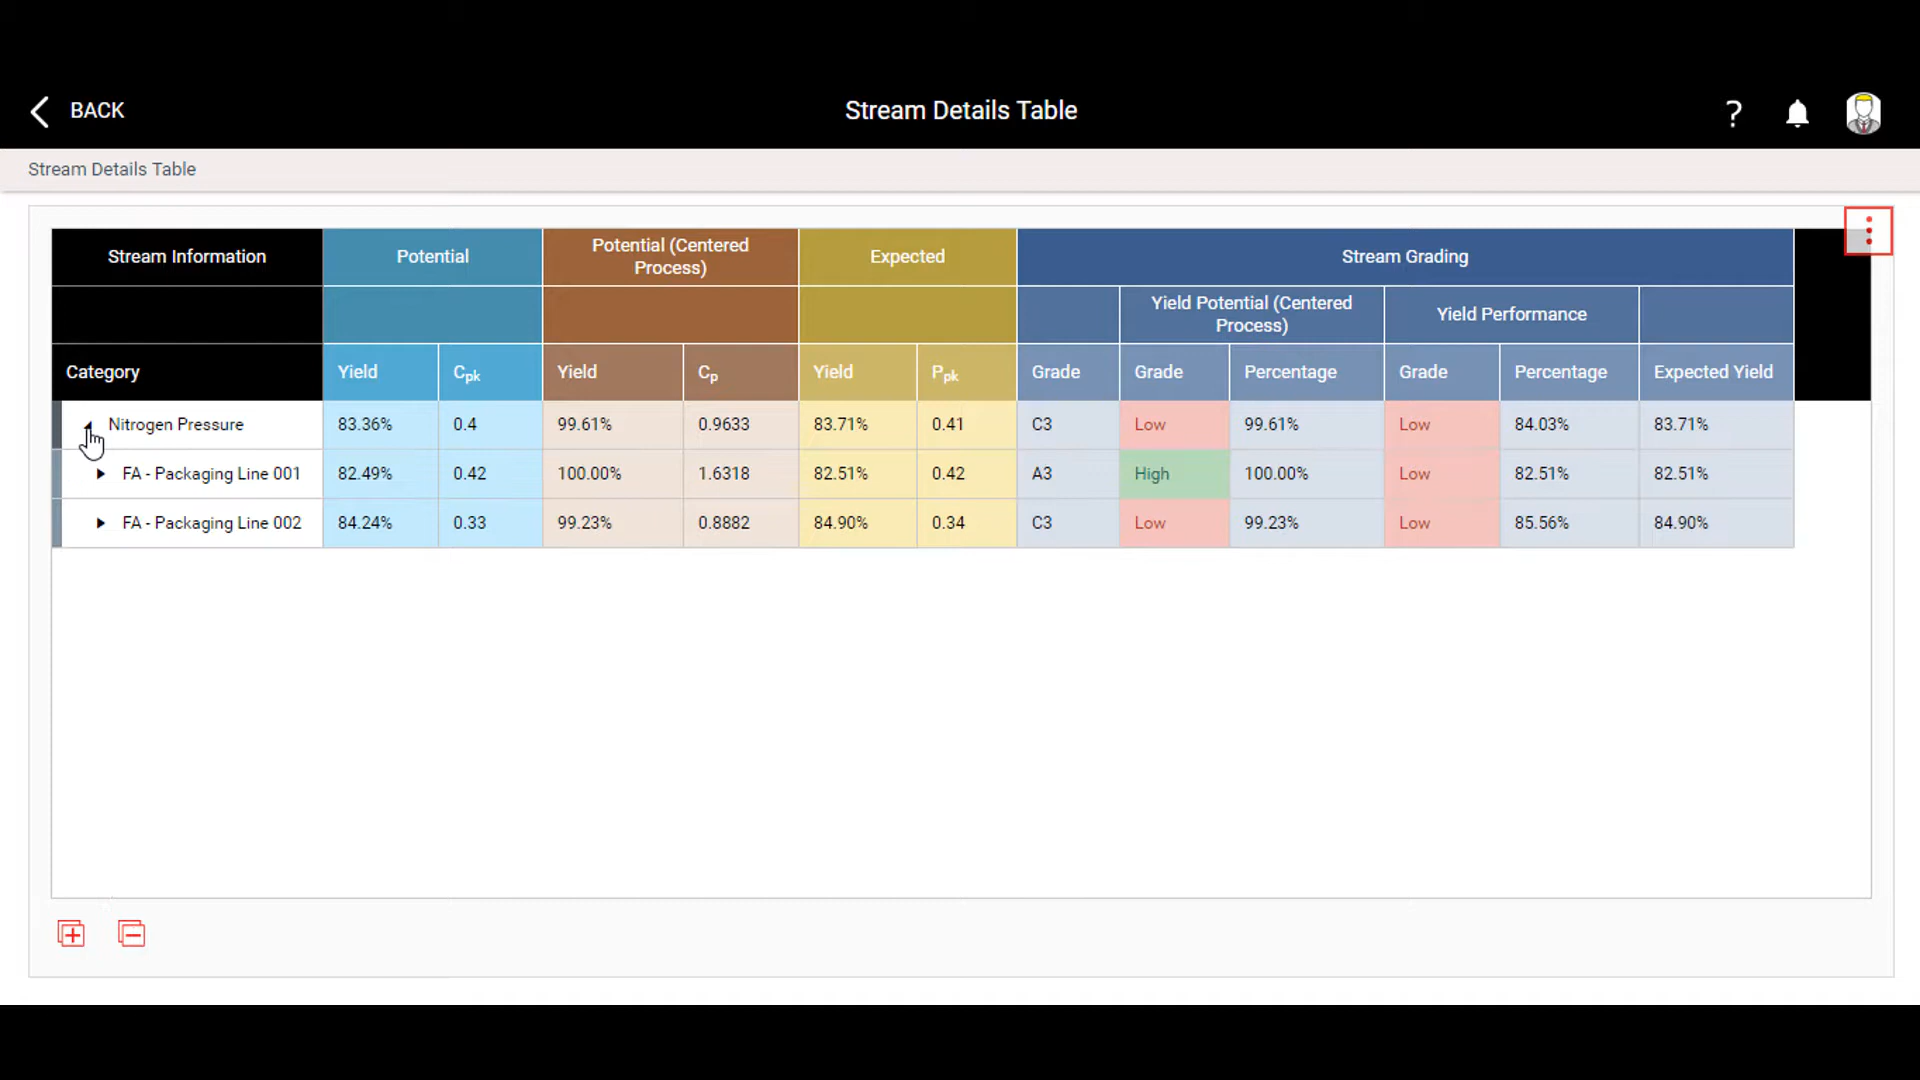 BACK
Stream Details Table
?
Stream Details Table
Stream Information Potential Potential (Centered Process) Expected Stream Grading
Yield Potential (Centered Process) Yield Performance
Category Yield Cpk Yield Cp Yield Ppk Grade Grade Percentage Grade Percentage Expected Yield
Nitrogen Pressure 83.36% 0.4 99.61% 0.9633 83.71% 0.41 C3 Low 99.61% Low 84.03% 83.71%
FA - Packaging Line 001 82.49% 0.42 100.00% 1.6318 82.51% 0.42 A3 High 100.00% Low 82.51% 82.51%
FA - Packaging Line 002 84.24% 0.33 99.23% 0.8882 84.90% 0.34 C3 Low 99.23% Low 85.56% 84.90%